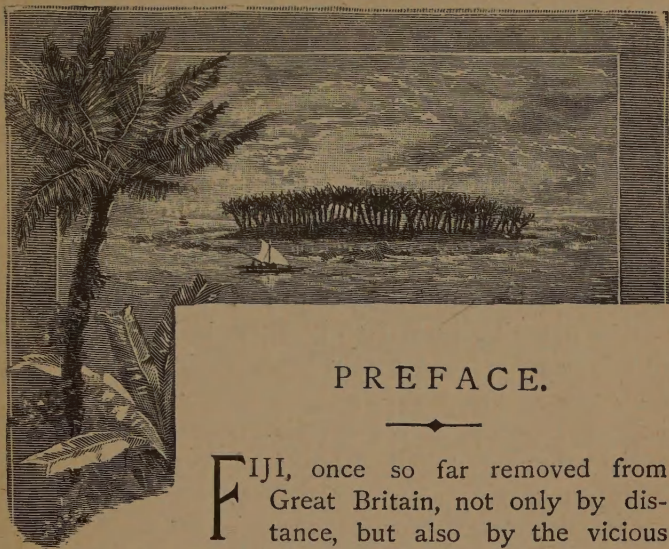 PREFACE.
FIJI, once so far removed from
Great Britain, not only by dis-
tance, but also by the vicious